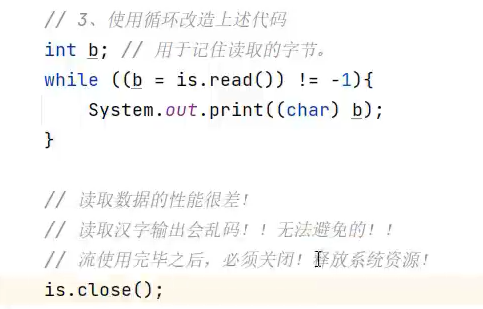 // 3、使用循环改造上述代码
int b; // 用于记住读取的字节。
while ((b = is.read()) != -1){
    System.out.print((char) b);
}
// 读取数据的性能很差!
// 读取汉字输出会乱码!!无法避免的!!
// 流使用完毕之后，必须关闭!释放系统资源!
is.close();